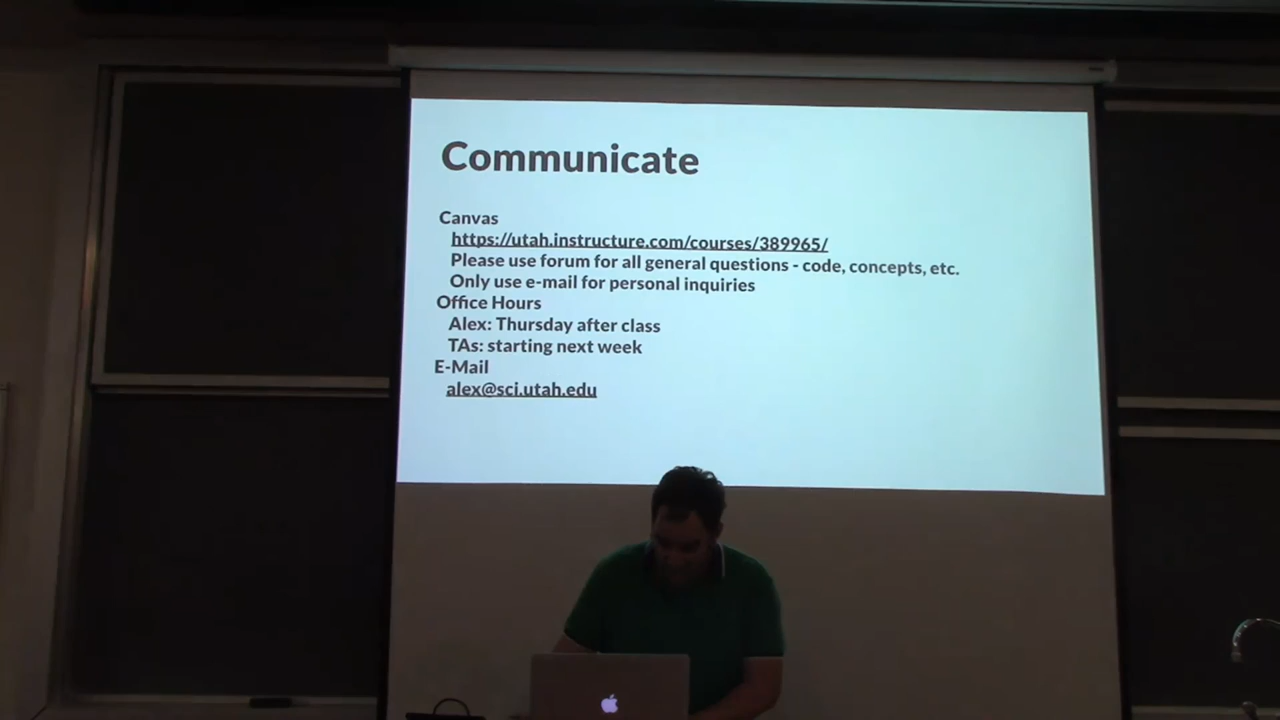 Communicate
Canvas
https://utah.instructure.com/courses/389965/
Please use forum for all general questions - code, concepts, etc.
Only use e-mail for personal inquiries
Office Hours
Alex: Thursday after class
TAs: starting next week
E-Mail
alex@sci.utah.edu